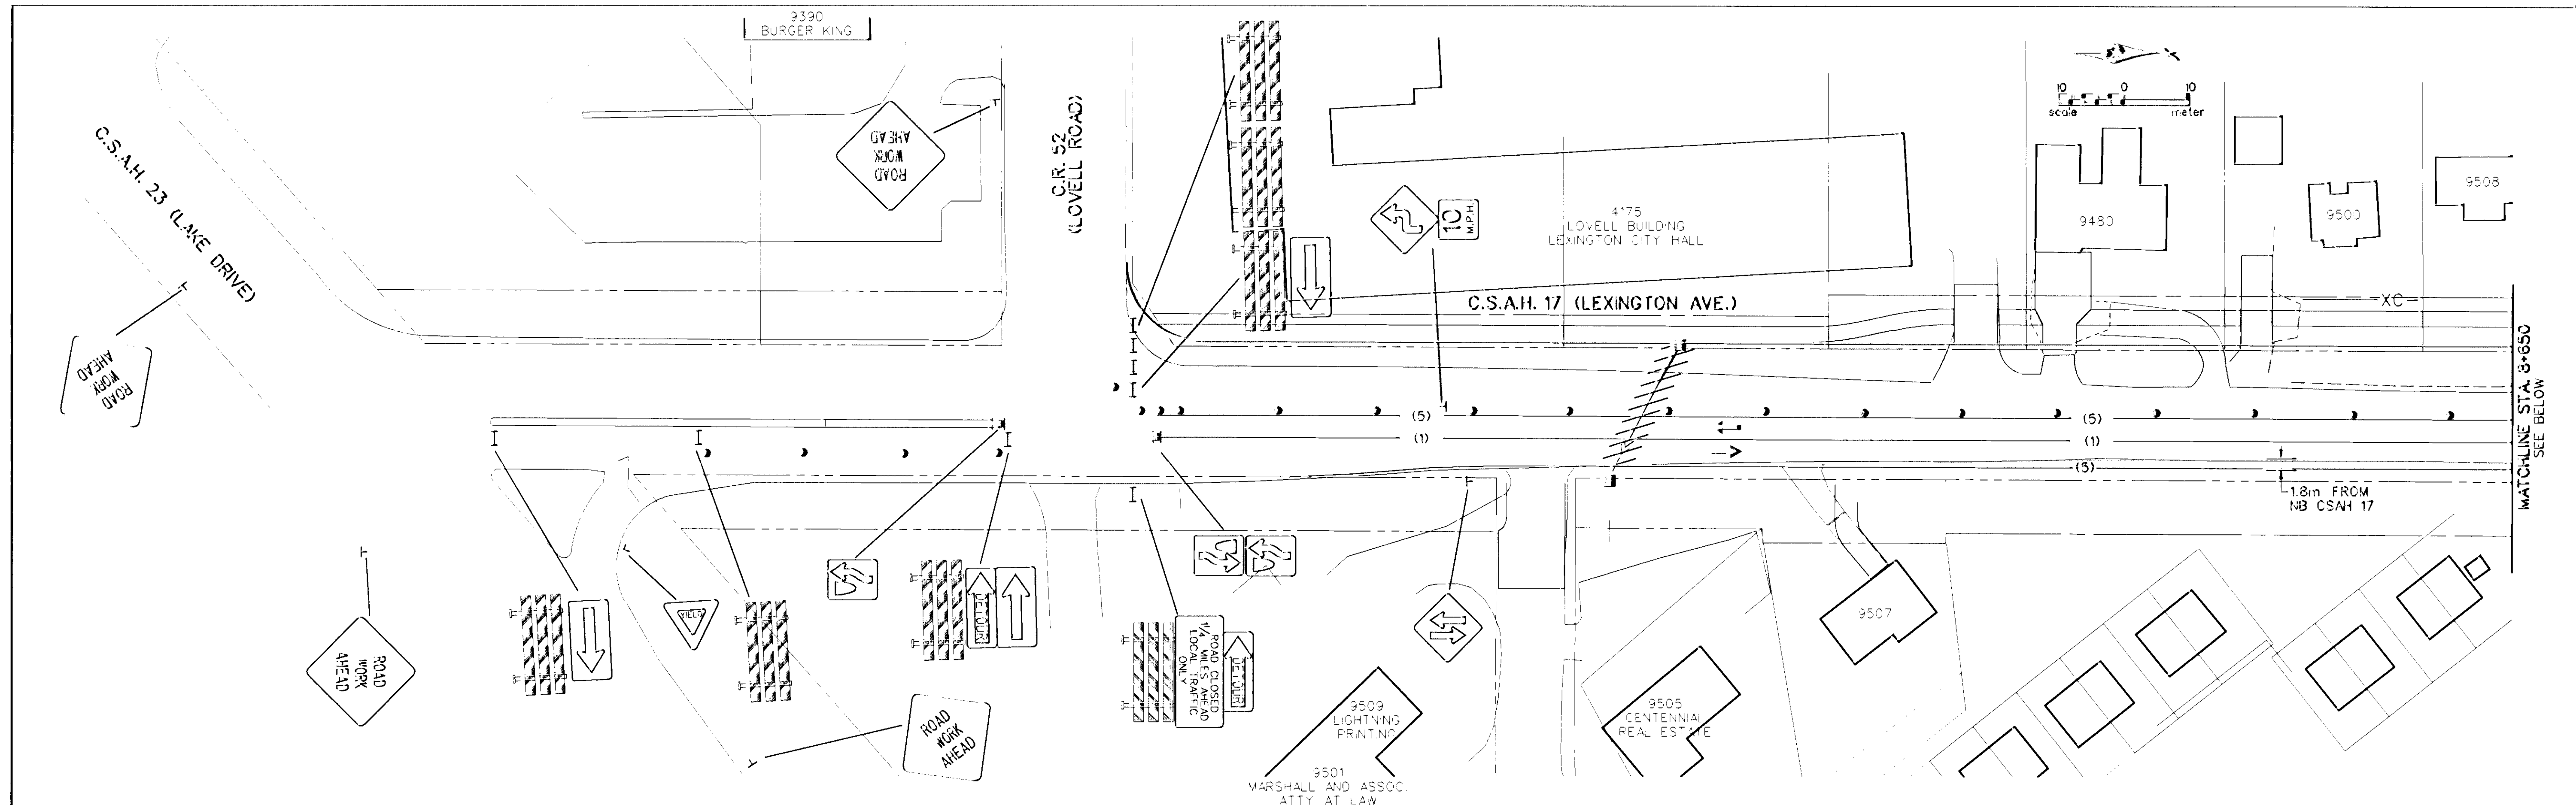 9390
BURGER KING
C.S.A.H. 23 (LAKE DRIVE)
ROAD
WORK
AHEAD
ROAD
WORK
AHEAD
C.R. 52
(LOVELL ROAD)
10
M.P.H.
4175
LOVELL BUILDING
LEXINGTON CITY HALL
C.S.A.H. 17 (LEXINGTON AVE.)
10 0 10
scale meter
9480
9500
9508
XC
MATCHLINE STA. 8+650
SEE BELOW
(5)
(5)
(1)
(1)
(5)
1.8m FROM
NB CSAH 17
ROAD
WORK
AHEAD
YIELD
DETOUR
ROAD CLOSED
1/4 MILES AHEAD
LOCAL TRAFFIC
ONLY
DETOUR
ROAD
WORK
AHEAD
9509
LIGHTNING
PRINTING
9501
MARSHALL AND ASSOC.
ATTY AT LAW
9505
CENTENNIAL
REAL ESTATE
9507